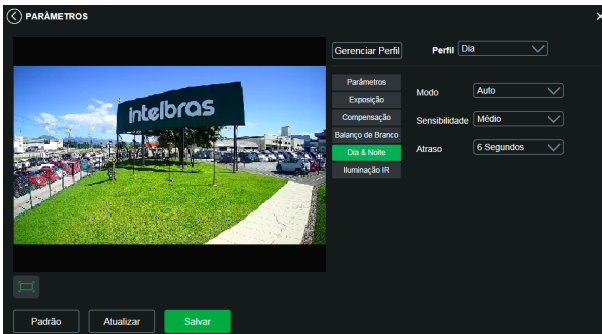 PARÂMETROS
Gerenciar Perfil
Perfil Dia
intelbras
Parâmetros
Exposição
Compensação
Balanço de Branco
Dia & Noite
Iluminação IR
Modo Auto
Sensibilidade Médio
Atraso 6 Segundos
Padrão
Atualizar
Salvar